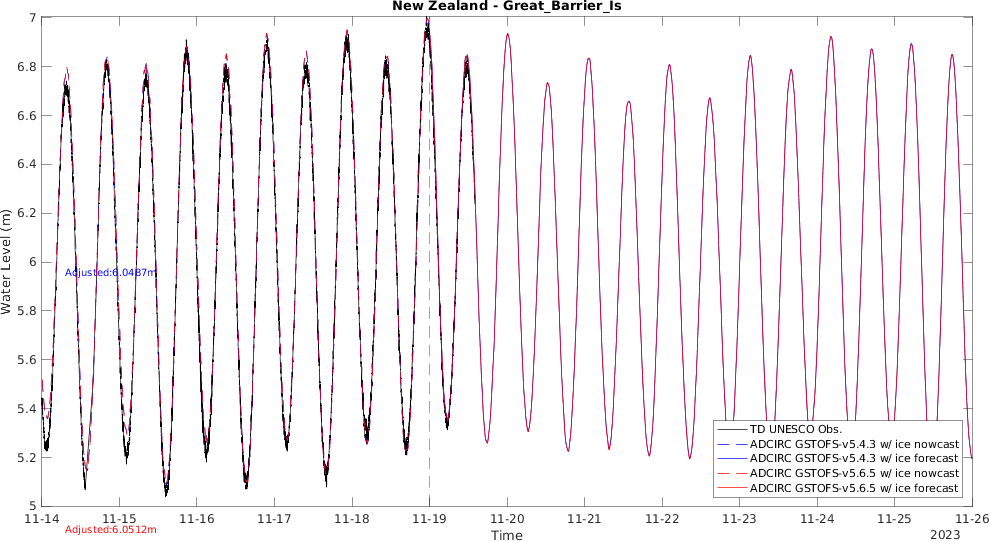 New Zealand - Great_Barrier_Is
Water Level (m)
7
6.8
6.6
6.4
6.2
6
5.8
5.6
5.4
5.2
5
Adjusted:6.0487m
TD UNESCO Obs.
ADCIRC GSTOFS-v5.4.3 w/ ice nowcast
ADCIRC GSTOFS-v5.4.3 w/ ice forecast
ADCIRC GSTOFS-v5.6.5 w/ ice nowcast
ADCIRC GSTOFS-v5.6.5 w/ ice forecast
11-14 11-15 11-16 11-17 11-18 11-19 11-20 11-21 11-22 11-23 11-24 11-25 11-26
Adjusted:6.0512m
Time
2023